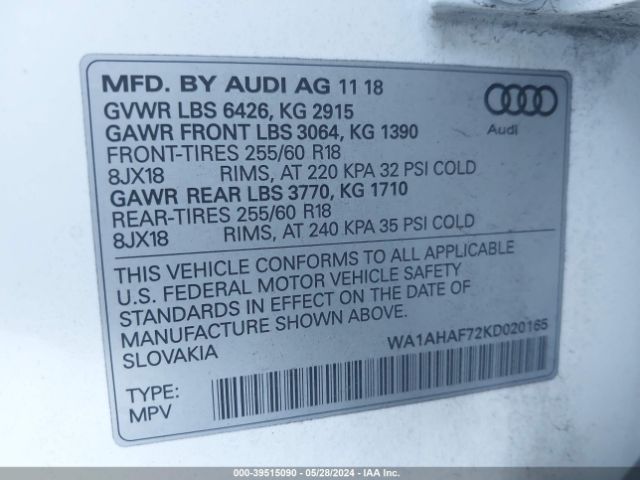 MFD. BY AUDI AG 11 18
GVWR LBS 6426, KG 2915
GAWR FRONT LBS 3064, KG 1390
FRONT-TIRES 255/60 R18
8JX18 RIMS, AT 220 KPA 32 PSI COLD
GAWR REAR LBS 3770, KG 1710
REAR-TIRES 255/60 R18
8JX18 RIMS, AT 240 KPA 35 PSI COLD
Audi
THIS VEHICLE CONFORMS TO ALL APPLICABLE
U.S. FEDERAL MOTOR VEHICLE SAFETY
STANDARDS IN EFFECT ON THE DATE OF
MANUFACTURE SHOWN ABOVE.
SLOVAKIA
WA1AHAF72KD020165
TYPE:
MPV
000-39515090 - 05/28/2024 - IAA Inc.